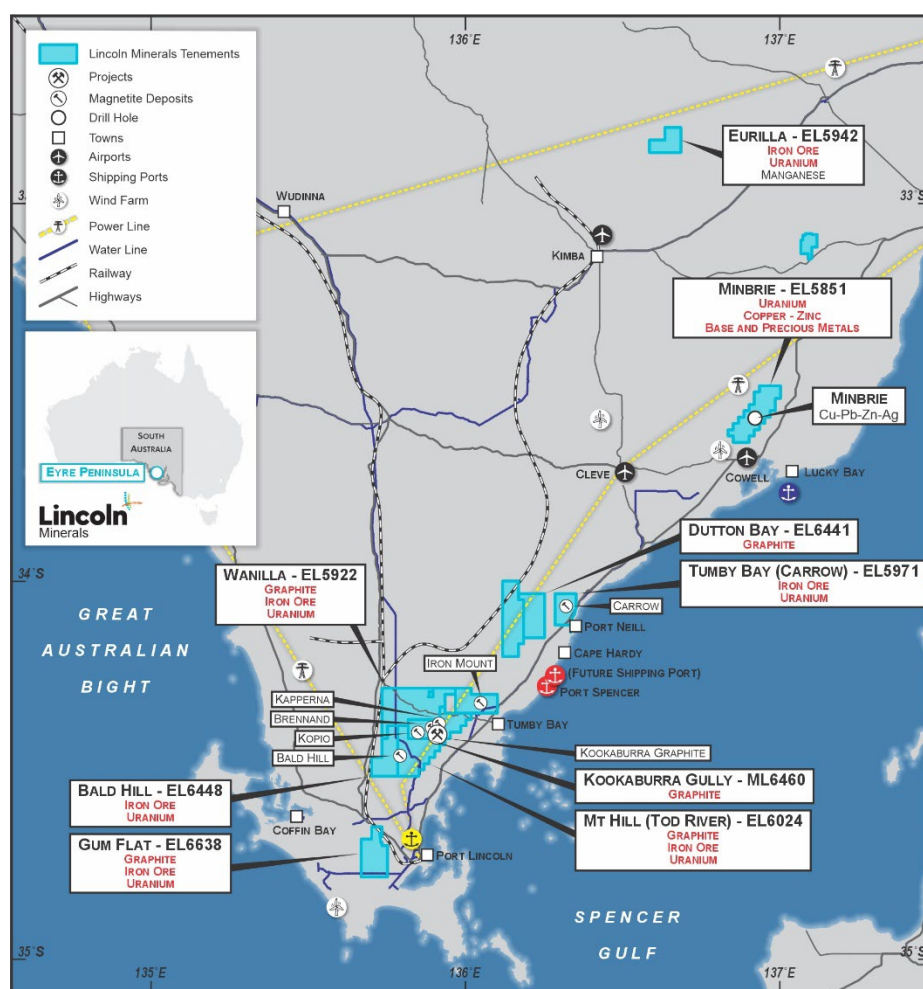 136°E
137°E
Lincoln Minerals Tenements
Projects
Magnetite Deposits
Drill Hole
Towns
Airports
Shipping Ports
Wind Farm
Power Line
Water Line
Railway
Highways
EURILLA - EL5942
IRON ORE
URANIUM
MANGANESE
WUDINNA
33°S
KIMBA
MINBRIE - EL5851
URANIUM
COPPER - ZINC
BASE AND PRECIOUS METALS
SOUTH
AUSTRALIA
EYRE PENINSULA
Lincoln
Minerals
MINBRIE
Cu-Pb-Zn-Ag
CLEVE
COWELL
LUCKY BAY
DUTTON BAY - EL6441
GRAPHITE
34°S
34°S
WANILLA - EL5922
GRAPHITE
IRON ORE
URANIUM
TUMBY BAY (CARROW) - EL5971
IRON ORE
URANIUM
GREAT
AUSTRALIAN
BIGHT
CARROW
PORT NEILL
CAPE HARDY
(FUTURE SHIPPING PORT)
PORT SPENCER
IRON MOUNT
KAPPERNA
BRENNAND
KOPIO
BALD HILL
TUMBY BAY
KOOKABURRA GRAPHITE
KOOKABURRA GULLY - ML6460
GRAPHITE
BALD HILL - EL6448
IRON ORE
URANIUM
COFFIN BAY
MT HILL (TOD RIVER) - EL6024
GRAPHITE
IRON ORE
URANIUM
GUM FLAT - EL6638
GRAPHITE
IRON ORE
URANIUM
PORT LINCOLN
SPENCER
GULF
35°S
35°S
135°E
136°E
137°E